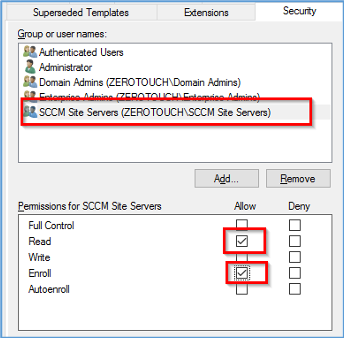 Superseded Templates Extensions Security
Group or user names:
Authenticated Users
Administrator
Domain Admins (ZEROTOUCH\Domain Admins)
Enterprise Admins (ZEROTOUCH\Enterprise Admins)
SCCM Site Servers (ZEROTOUCH\SCCM Site Servers)
Add... Remove
Permissions for SCCM Site Servers Allow Deny
Full Control
Read
Write
Enroll
Autoenroll